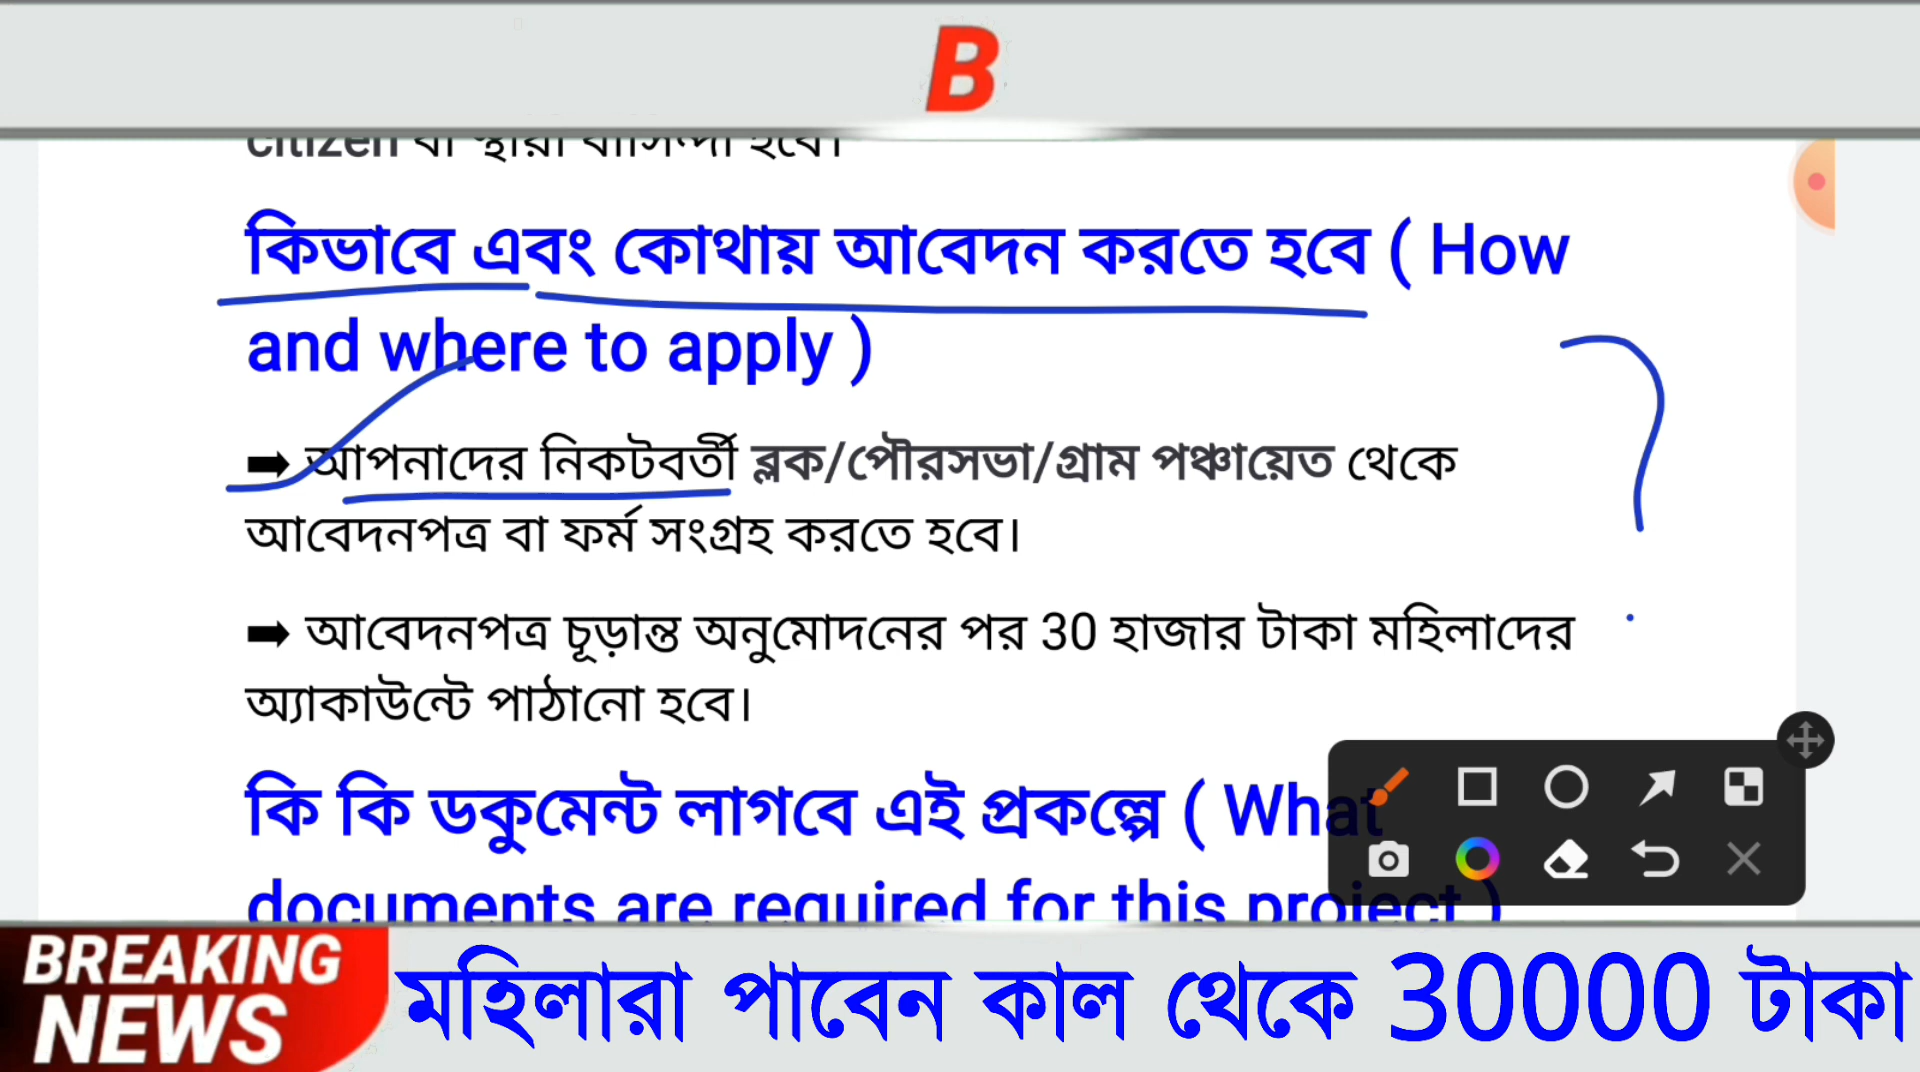 B
citizen বা স্থায়ী বাসিন্দা হবে।
কিভাবে এবং কোথায় আবেদন করতে হবে ( How
and where to apply )
➡ আপনাদের নিকটবর্তী ব্লক/পৌরসভা/গ্রাম পঞ্চায়েত থেকে
আবেদনপত্র বা ফর্ম সংগ্রহ করতে হবে।
➡ আবেদনপত্র চূড়ান্ত অনুমোদনের পর 30 হাজার টাকা মহিলাদের
অ্যাকাউন্টে পাঠানো হবে।
কি কি ডকুমেন্ট লাগবে এই প্রকল্পে ( What
documents are required for this project )
BREAKING
NEWS
মহিলারা পাবেন কাল থেকে 30000 টাকা